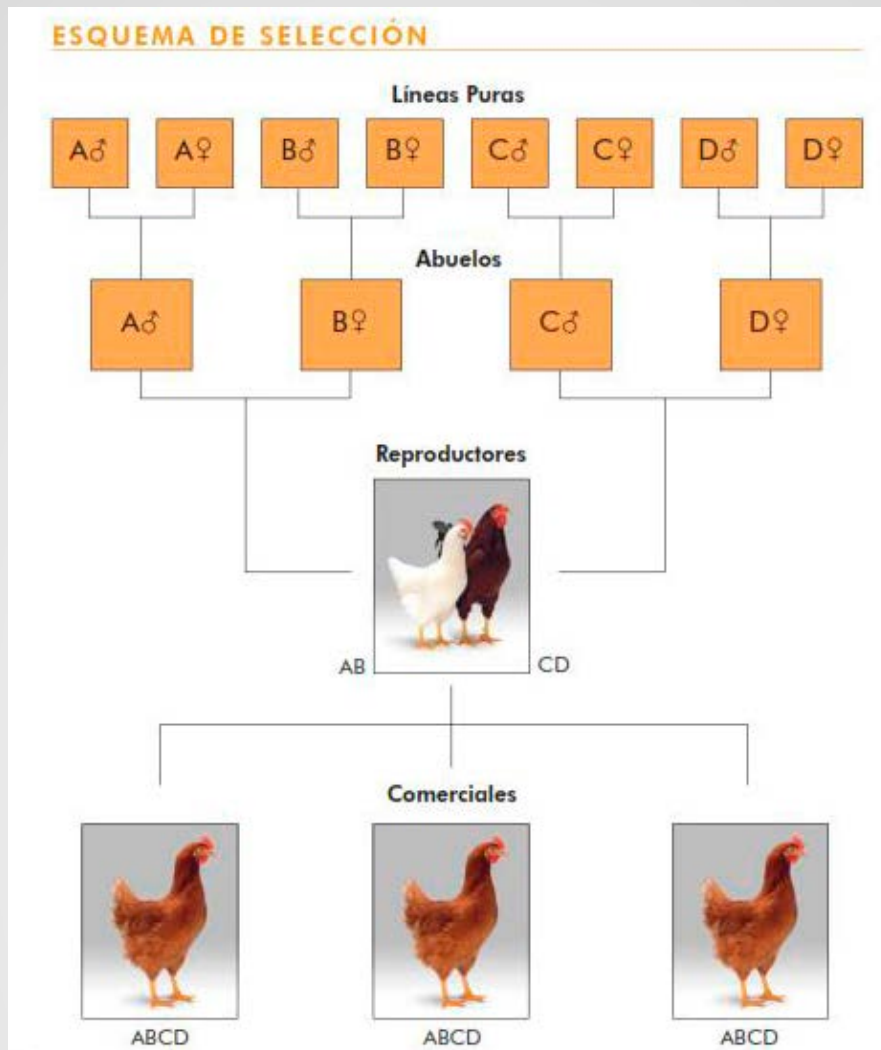 ESQUEMA DE SELECCIÓN
Líneas Puras
A♂ A♀ B♂ B♀ C♂ C♀ D♂ D♀
Abuelos
A♂ B♀ C♂ D♀
Reproductores
AB CD
Comerciales
ABCD ABCD ABCD